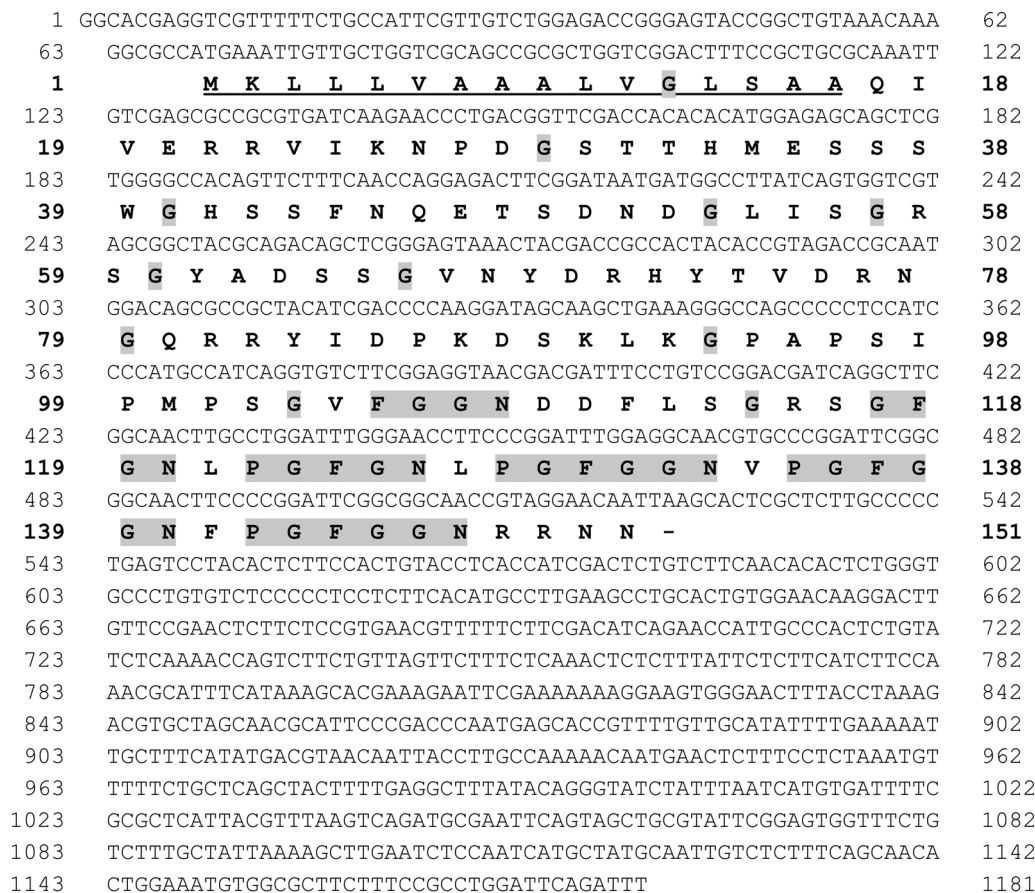 1 GGCACGAGGTCGTTTTTCTGCCATTCGTTGTCTGGAGACCGGGAGTACCGGCTGTAAACAAA 62
63 GGCGCCATGAAATTGTTGCTGGTCGCAGCCGCGCTGGTCGGACTTTCCGCTGCGCAAATT 122
1 M K L L L V A A A L V G L S A A Q I 18
123 GTCGAGCGCCGCGTGATCAAGAACCCTGACGGTTCGACCACACACATGGAGAGCAGCTCG 182
19 V E R R V I K N P D G S T T H M E S S S 38
183 TGGGGCCACAGTTCTTTCAACCAGGAGACTTCGGATAATGATGGCCTTATCAGTGGTCGT 242
39 W G H S S F N Q E T S D N D G L I S G R 58
243 AGCGGCTACGCAGACAGCTCGGGAGTAAACTACGACCGCCACTACACCGTAGACCGCAAT 302
59 S G Y A D S S G V N Y D R H Y T V D R N 78
303 GGACAGCGCCGCTACATCGACCCCAAGGATAGCAAGCTGAAAGGGCCAGCCCCCTCCATC 362
79 G Q R R Y I D P K D S K L K G P A P S I 98
363 CCCATGCCATCAGGTGTCTTCGGAGGTAACGACGATTTCCTGTCCGGACGATCAGGCTTC 422
99 P M P S G V F G G N D D F L S G R S G F 118
423 GGCAACTTGCCTGGATTTGGGAACCTTCCCGGATTTGGAGGCAACGTGCCCGGATTCGGC 482
119 G N L P G F G N L P G F G G N V P G F G 138
483 GGCAACTTCCCCGGATTCGGCGGCAACCGTAGGAACAATTAAGCACTCGCTCTTGCCCCC 542
139 G N F P G F G G N R R N N – 151
543 TGAGTCCTACACTCTTCCACTGTACCTCACCATCGACTCTGTCTTCAACACACTCTGGGT 602
603 GCCCTGTGTCTCCCCCTCCTCTTCACATGCCTTGAAGCCTGCACTGTGGAACAAGGACTT 662
663 GTTCCGAACTCTTCTCCGTGAACGTTTTTCTTCGACATCAGAACCATTGCCCACTCTGTA 722
723 TCTCAAAACCAGTCTTCTGTTAGTTCTTTCTCAAACTCTCTTTATTCTCTTCATCTTCCA 782
783 AACGCATTTCATAAAGCACGAAAGAATTCGAAAAAAAGGAAGTGGGAACTTTACCTAAAG 842
843 ACGTGCTAGCAACGCATTCCCGACCCAATGAGCACCGTTTTGTTGCATATTTTGAAAAAT 902
903 TGCTTTCATATGACGTAACAATTACCTTGCCAAAAACAATGAACTCTTTCCTCTAAATGT 962
963 TTTTCTGCTCAGCTACTTTTGAGGCTTTATACAGGGTATCTATTTAATCATGTGATTTTC 1022
1023 GCGCTCATTACGTTTAAGTCAGATGCGAATTCAGTAGCTGCGTATTCGGAGTGGTTTCTG 1082
1083 TCTTTGCTATTAAAAGCTTGAATCTCCAATCATGCTATGCAATTGTCTCTTTCAGCAACA 1142
1143 CTGGAAATGTGGCGCTTCTTTCCGCCTGGATTCAGATTT 1181